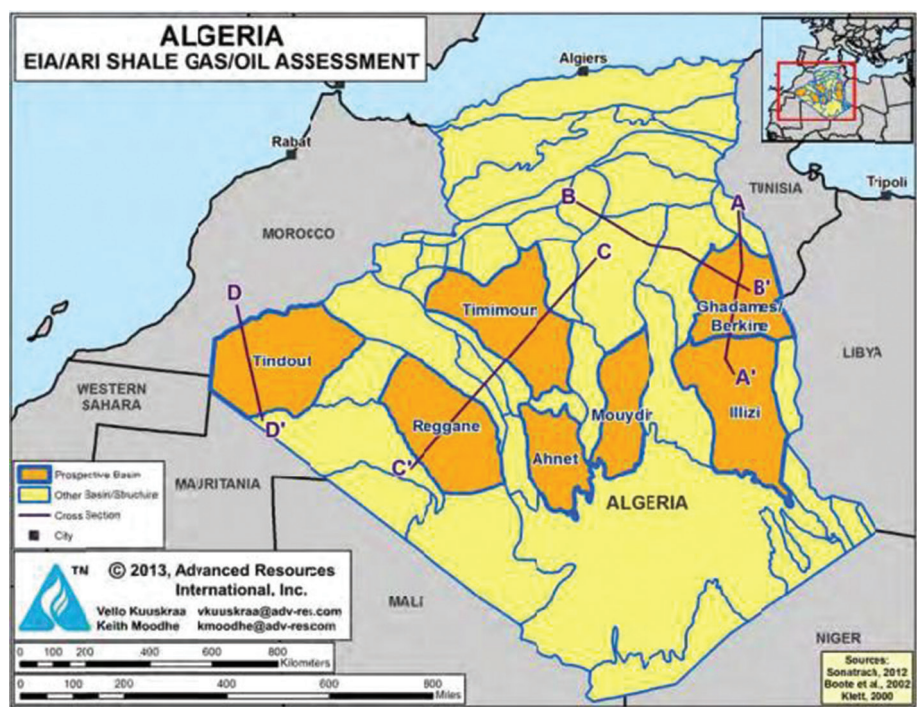 ALGERIA
EIA/ARI SHALE GAS/OIL ASSESSMENT
Algiers
Rabat
TUNISIA
Tripoli
MOROCCO
B
A
C
D
B'
Timimoun
Ghadames/
Berkine
LIBYA
Tindouf
A'
WESTERN
SAHARA
Mouydir
Illizi
D'
Reggane
Ahnet
C'
Prospective Basin
Other Basin/Structure
Cross Section
City
MAURITANIA
ALGERIA
TM
© 2013, Advanced Resources
International, Inc.
Vello Kuuskraa vkuuskraa@adv-res.com
Keith Moodhe kmoodhe@adv-res.com
MALI
NIGER
0 100 200 400 600 800
Kilometers
0 100 200 400 600 800
Miles
Sources:
Sonatrach, 2012
Boote et al., 2002
Klett, 2000